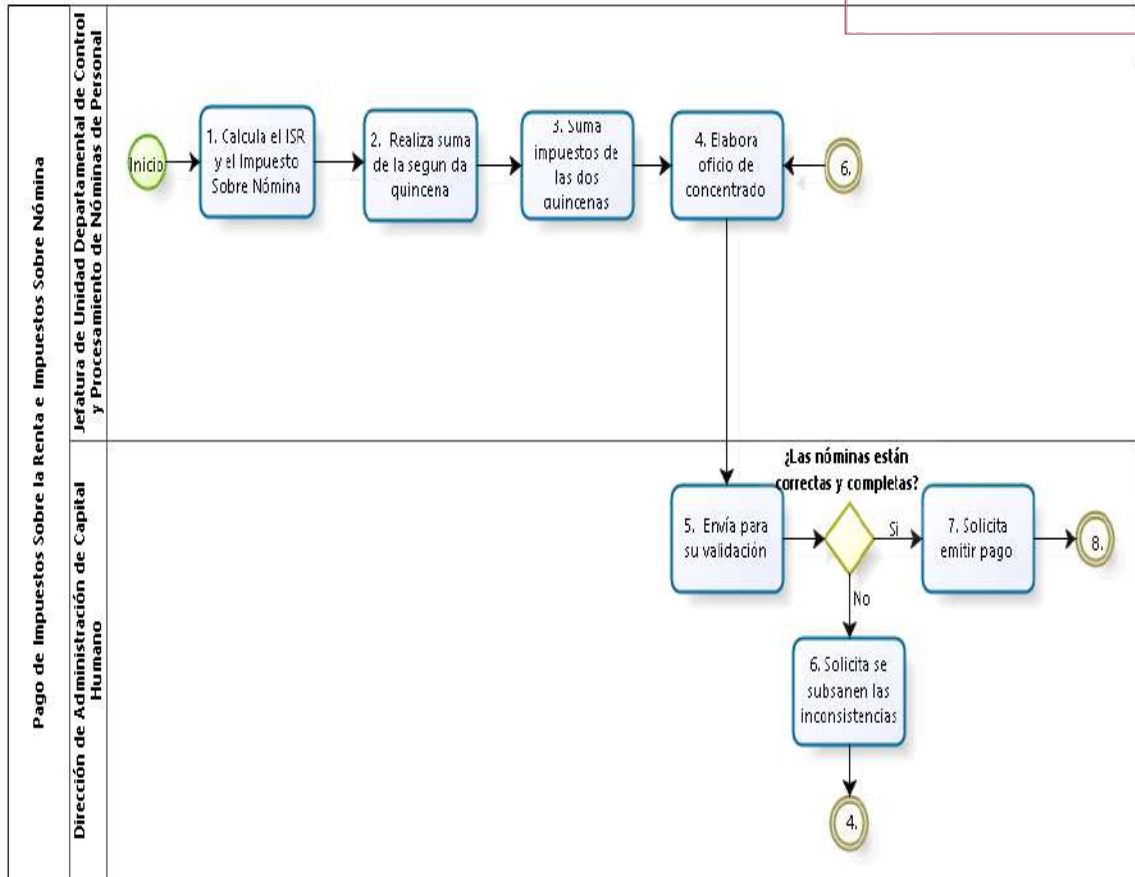 Pago de Impuestos Sobre la Renta e Impuestos Sobre Nómina
Jefatura de Unidad Departamental de Control
y Procesamiento de Nóminas de Personal
Inicio
1. Calcula el ISR
y el Impuesto
Sobre Nómina
2. Realiza suma
de la segun da
quincena
3. Suma
impuestos de
las dos
quincenas
4. Elabora
oficio de
concentrado
6.
Dirección de Administración de Capital
Humano
5. Envía para
su validación
¿Las nóminas están
correctas y completas?
Si
No
7. Solicita
emitir pago
8.
6. Solicita se
subsanen las
inconsistencias
4.